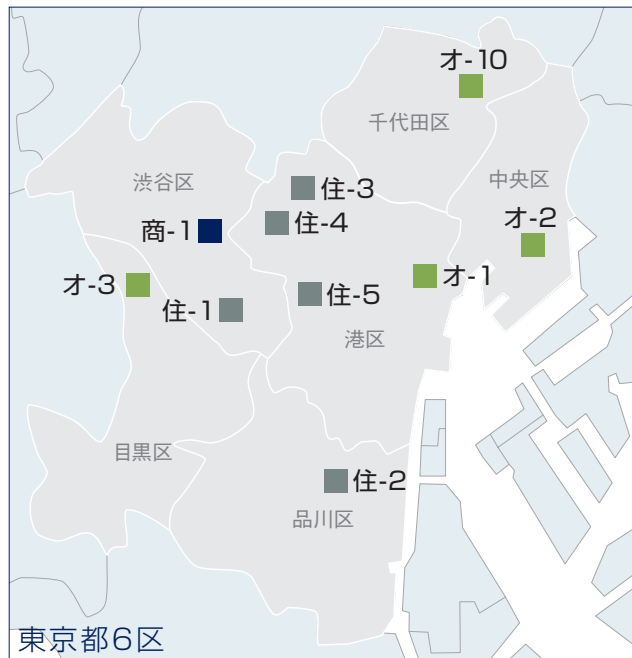 オ-10
千代田区
渋谷区
住-3
中央区
住-4
オ-2
商-1
オ-3
オ-1
住-1
住-5
港区
目黒区
住-2
品川区
東京都6区